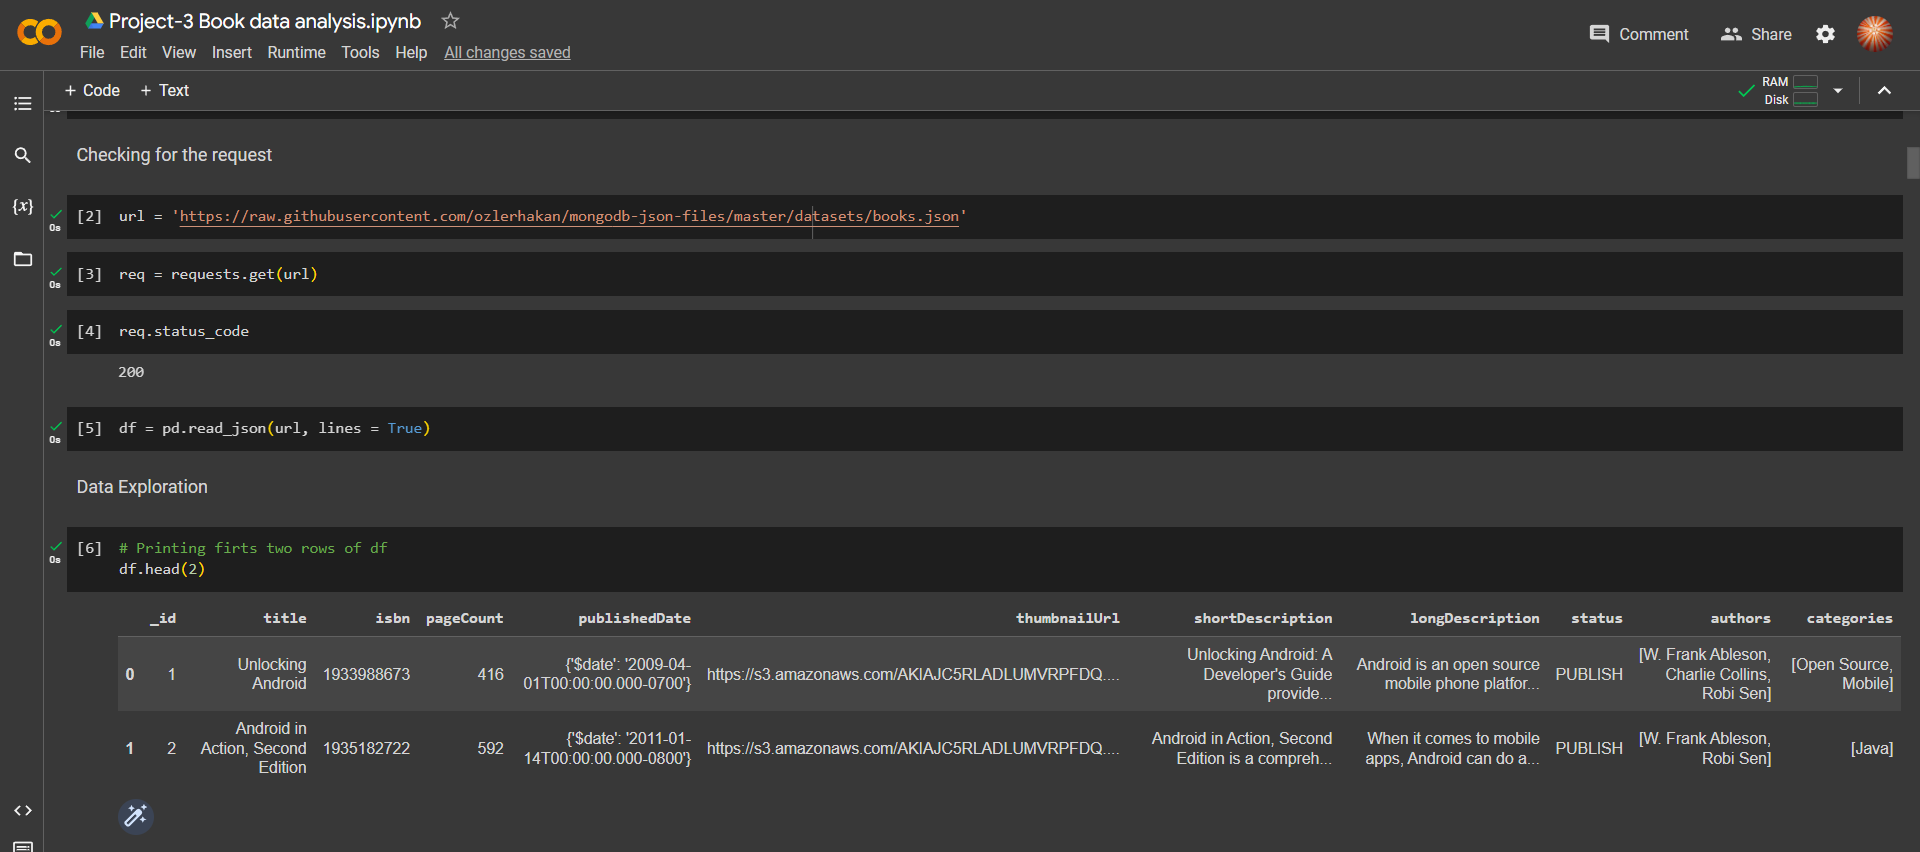 Project-3 Book data analysis.ipynb
File Edit View Insert Runtime Tools Help All changes saved
Comment Share
+ Code + Text
RAM
Disk
Checking for the request
0s [2] url = 'https://raw.githubusercontent.com/ozlerhakan/mongodb-json-files/master/datasets/books.json'
0s [3] req = requests.get(url)
0s [4] req.status_code
200
0s [5] df = pd.read_json(url, lines = True)
Data Exploration
0s [6] # Printing firts two rows of df
df.head(2)
_id title isbn pageCount publishedDate thumbnailUrl shortDescription longDescription status authors categories
0 1 Unlocking Android 1933988673 416 {'$date': '2009-04-01T00:00:00.000-0700'} https://s3.amazonaws.com/AKIAJC5RLADLUMVRPFDQ.... Unlocking Android: A Developer's Guide provide... Android is an open source mobile phone platfor... PUBLISH [W. Frank Ableson, Charlie Collins, Robi Sen] [Open Source, Mobile]
1 2 Android in Action, Second Edition 1935182722 592 {'$date': '2011-01-14T00:00:00.000-0800'} https://s3.amazonaws.com/AKIAJC5RLADLUMVRPFDQ.... Android in Action, Second Edition is a compreh... When it comes to mobile apps, Android can do a... PUBLISH [W. Frank Ableson, Robi Sen] [Java]